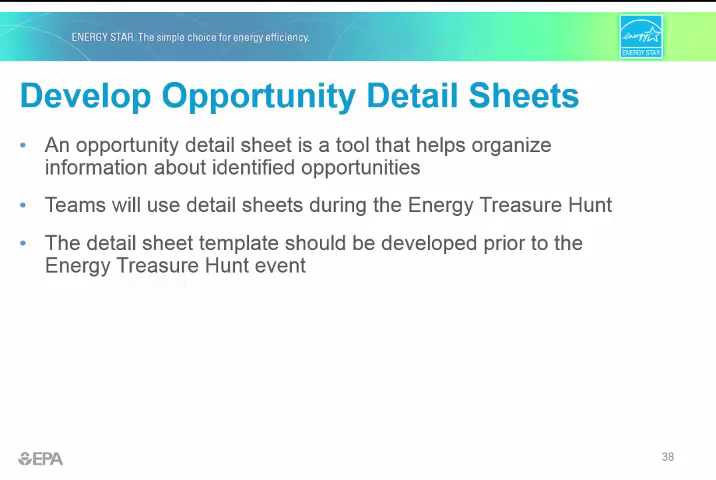 ENERGY STAR. The simple choice for energy efficiency.
energy
ENERGY STAR
Develop Opportunity Detail Sheets
• An opportunity detail sheet is a tool that helps organize
information about identified opportunities
• Teams will use detail sheets during the Energy Treasure Hunt
• The detail sheet template should be developed prior to the
Energy Treasure Hunt event
EPA
38